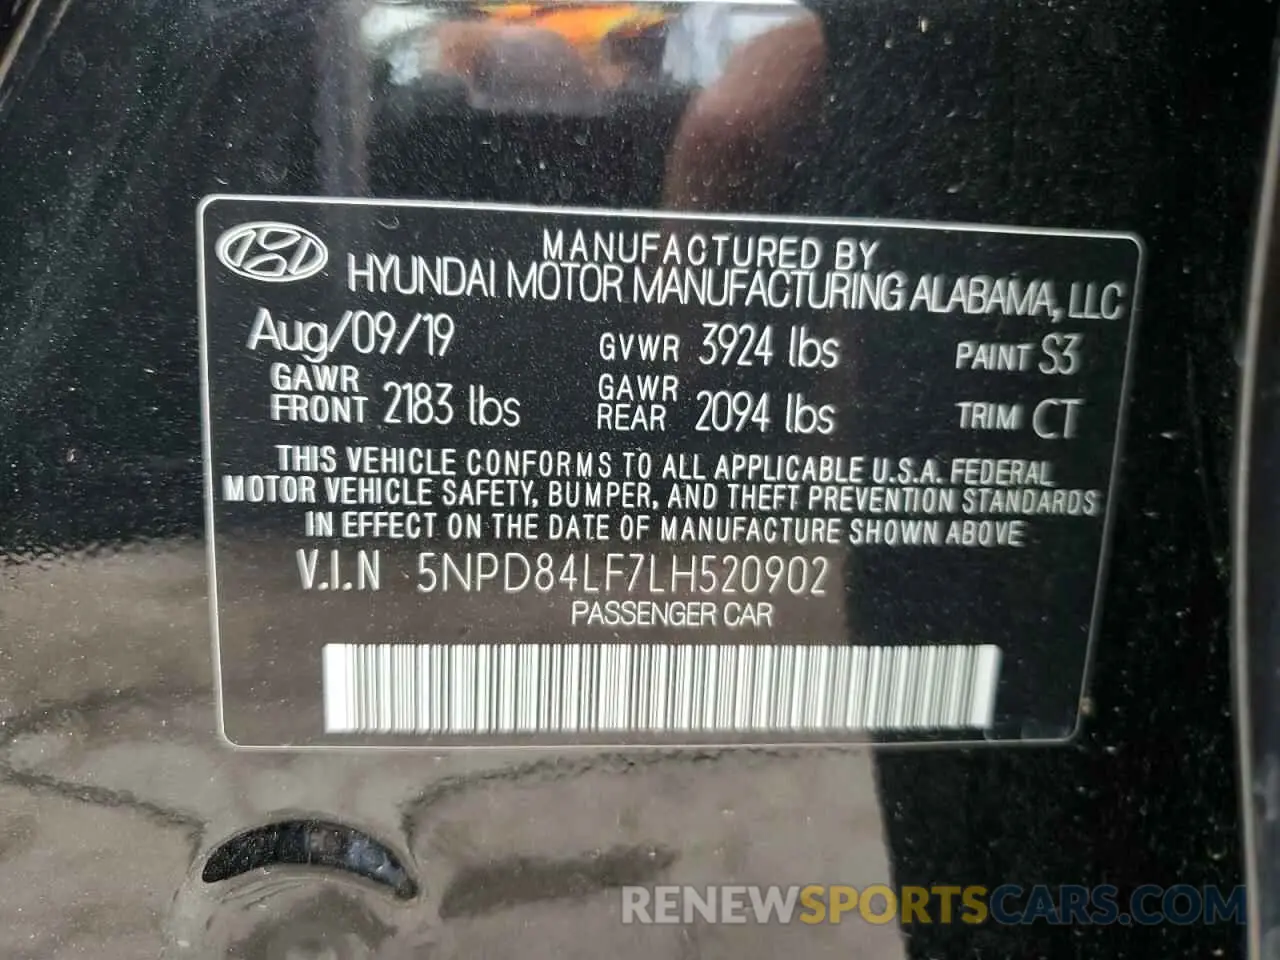 MANUFACTURED BY
HYUNDAI MOTOR MANUFACTURING ALABAMA, LLC
Aug/09/19 GVWR 3924 lbs PAINT S3
GAWR FRONT 2183 lbs GAWR REAR 2094 lbs TRIM CT
THIS VEHICLE CONFORMS TO ALL APPLICABLE U.S.A. FEDERAL
MOTOR VEHICLE SAFETY, BUMPER, AND THEFT PREVENTION STANDARDS
IN EFFECT ON THE DATE OF MANUFACTURE SHOWN ABOVE
V.I.N 5NPD84LF7LH520902
PASSENGER CAR
RENEWSPORTSCARS.COM